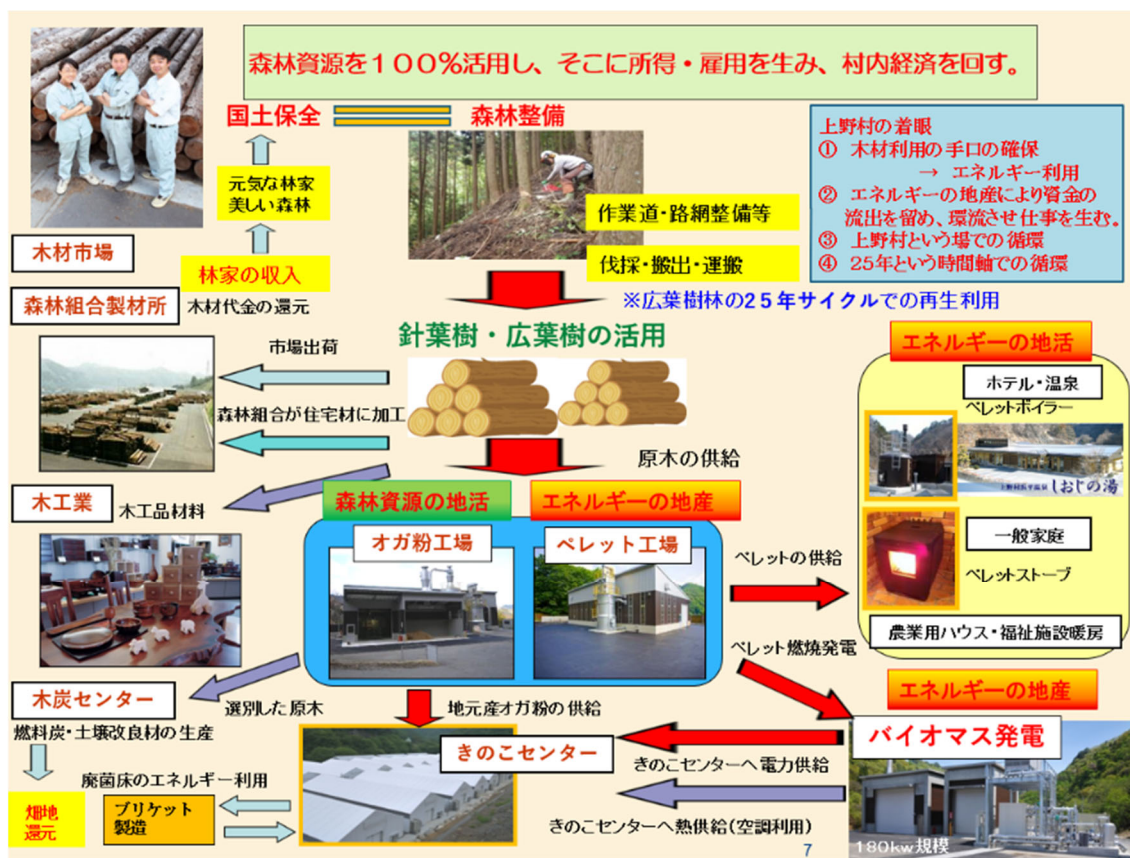 森林資源を１００％活用し、そこに所得・雇用を生み、村内経済を回す。
国土保全
森林整備
元気な林家
美しい森林
上野村の着眼
① 木材利用の手口の確保
→ エネルギー利用
② エネルギーの地産により資金の
流出を留め、環流させ仕事を生む。
③ 上野村という場での循環
④ 25年という時間軸での循環
作業道・路網整備等
木材市場
林家の収入
伐採・搬出・運搬
森林組合製材所
木材代金の還元
※広葉樹林の２５年サイクルでの再生利用
針葉樹・広葉樹の活用
市場出荷
森林組合が住宅材に加工
エネルギーの地活
ホテル・温泉
ペレットボイラー
上野村浜平温泉 しおじの湯
原木の供給
木工業
木工品材料
森林資源の地活
エネルギーの地産
オガ粉工場
ペレット工場
一般家庭
ペレットの供給
ペレットストーブ
農業用ハウス・福祉施設暖房
ペレット燃焼発電
木炭センター
選別した原木
地元産オガ粉の供給
エネルギーの地産
燃料炭・土壌改良材の生産
きのこセンター
バイオマス発電
廃菌床のエネルギー利用
きのこセンターへ電力供給
畑地
還元
ブリケット
製造
きのこセンターへ熱供給（空調利用）
180kw規模
7